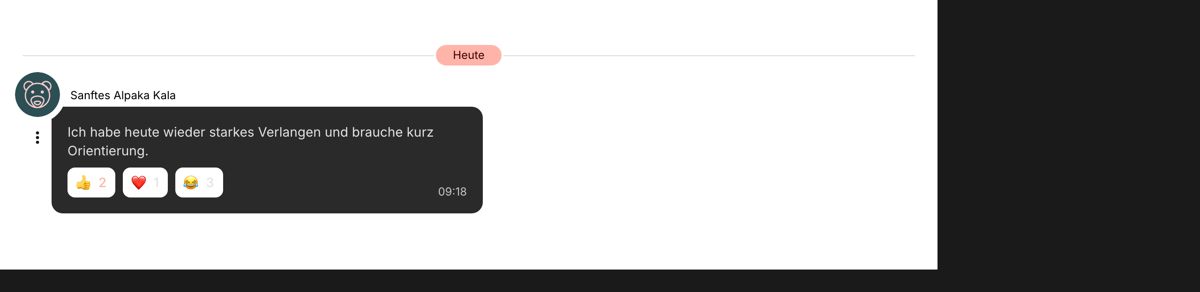 Heute
Sanftes Alpaka Kala
Ich habe heute wieder starkes Verlangen und brauche kurz
Orientierung.
👍 2 ❤️ 1 😂 3
09:18